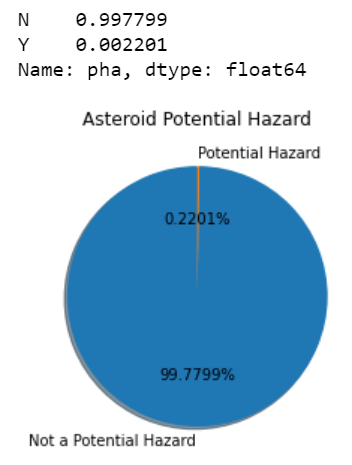 N    0.997799
Y    0.002201
Name: pha, dtype: float64
Asteroid Potential Hazard
Potential Hazard
0.2201%
99.7799%
Not a Potential Hazard